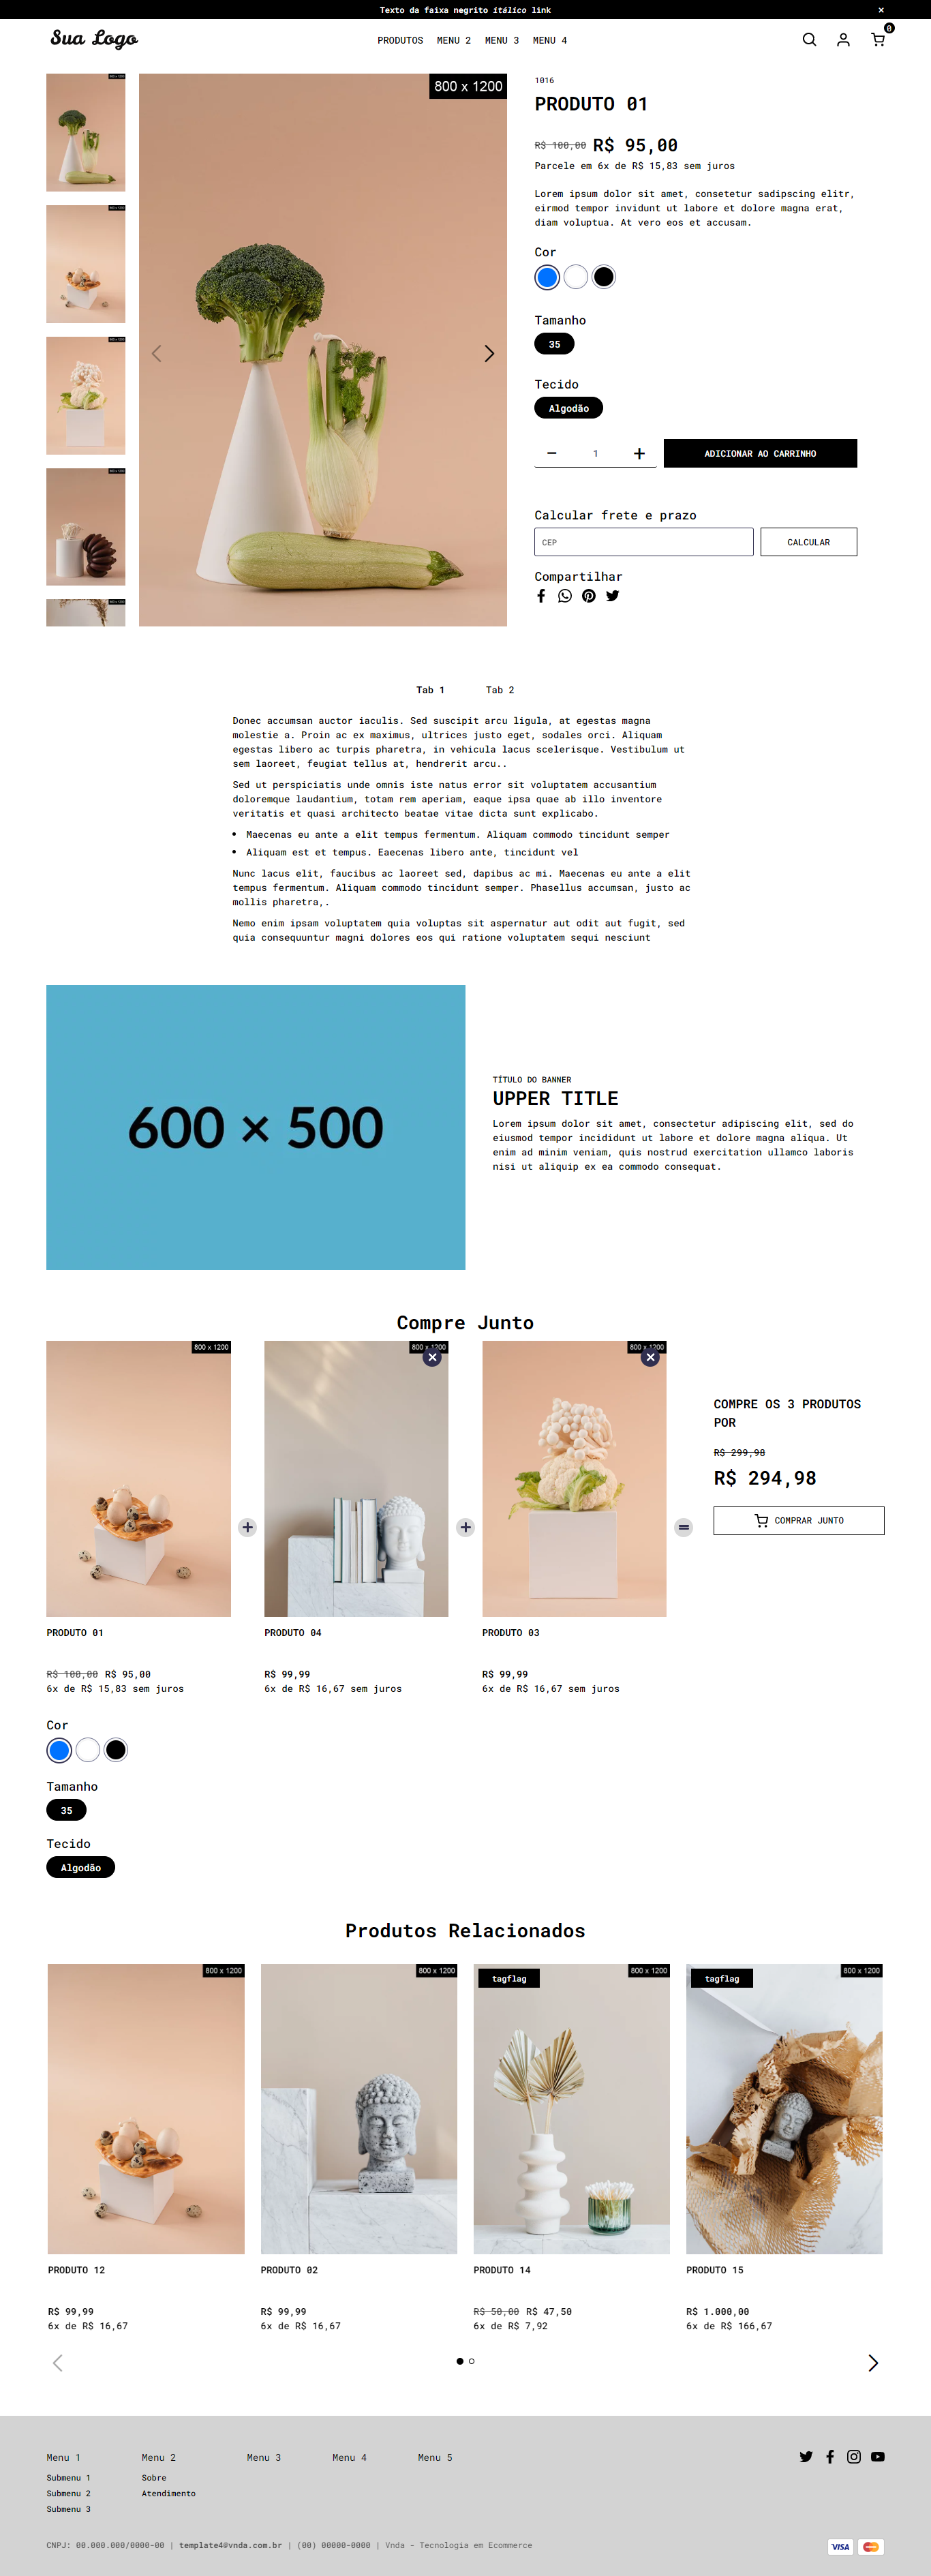 Texto da faixa negrito itálico link ×
Sua Logo
PRODUTOS MENU 2 MENU 3 MENU 4
0
800 x 1200
1016
PRODUTO 01
R$ 100,00 R$ 95,00
Parcele em 6x de R$ 15,83 sem juros
Lorem ipsum dolor sit amet, consetetur sadipscing elitr,
eirmod tempor invidunt ut labore et dolore magna erat,
diam voluptua. At vero eos et accusam.
Cor
Tamanho
35
Tecido
Algodão
− 1 +
ADICIONAR AO CARRINHO
Calcular frete e prazo
CEP
CALCULAR
Compartilhar
Tab 1 Tab 2
Donec accumsan auctor iaculis. Sed suscipit arcu ligula, at egestas magna
molestie a. Proin ac ex maximus, ultrices justo eget, sodales orci. Aliquam
egestas libero ac turpis pharetra, in vehicula lacus scelerisque. Vestibulum ut
sem laoreet, feugiat tellus at, hendrerit arcu..
Sed ut perspiciatis unde omnis iste natus error sit voluptatem accusantium
doloremque laudantium, totam rem aperiam, eaque ipsa quae ab illo inventore
veritatis et quasi architecto beatae vitae dicta sunt explicabo.
• Maecenas eu ante a elit tempus fermentum. Aliquam commodo tincidunt semper
• Aliquam est et tempus. Eaecenas libero ante, tincidunt vel
Nunc lacus elit, faucibus ac laoreet sed, dapibus ac mi. Maecenas eu ante a elit
tempus fermentum. Aliquam commodo tincidunt semper. Phasellus accumsan, justo ac
mollis pharetra,.
Nemo enim ipsam voluptatem quia voluptas sit aspernatur aut odit aut fugit, sed
quia consequuntur magni dolores eos qui ratione voluptatem sequi nesciunt
600 × 500
TÍTULO DO BANNER
UPPER TITLE
Lorem ipsum dolor sit amet, consectetur adipiscing elit, sed do
eiusmod tempor incididunt ut labore et dolore magna aliqua. Ut
enim ad minim veniam, quis nostrud exercitation ullamco laboris
nisi ut aliquip ex ea commodo consequat.
Compre Junto
800 x 1200
800 x 1200
800 x 1200
PRODUTO 01
R$ 100,00 R$ 95,00
6x de R$ 15,83 sem juros
Cor
Tamanho
35
Tecido
Algodão
PRODUTO 04
R$ 99,99
6x de R$ 16,67 sem juros
PRODUTO 03
R$ 99,99
6x de R$ 16,67 sem juros
COMPRE OS 3 PRODUTOS
POR
R$ 299,98
R$ 294,98
COMPRAR JUNTO
Produtos Relacionados
800 x 1200
PRODUTO 12
R$ 99,99
6x de R$ 16,67
800 x 1200
PRODUTO 02
R$ 99,99
6x de R$ 16,67
tagflag
800 x 1200
PRODUTO 14
R$ 50,00 R$ 47,50
6x de R$ 7,92
tagflag
800 x 1200
PRODUTO 15
R$ 1.000,00
6x de R$ 166,67
Menu 1
Submenu 1
Submenu 2
Submenu 3
Menu 2
Sobre
Atendimento
Menu 3
Menu 4
Menu 5
CNPJ: 00.000.000/0000-00 | template4@vnda.com.br | (00) 00000-0000 | Vnda - Tecnologia em Ecommerce
VISA